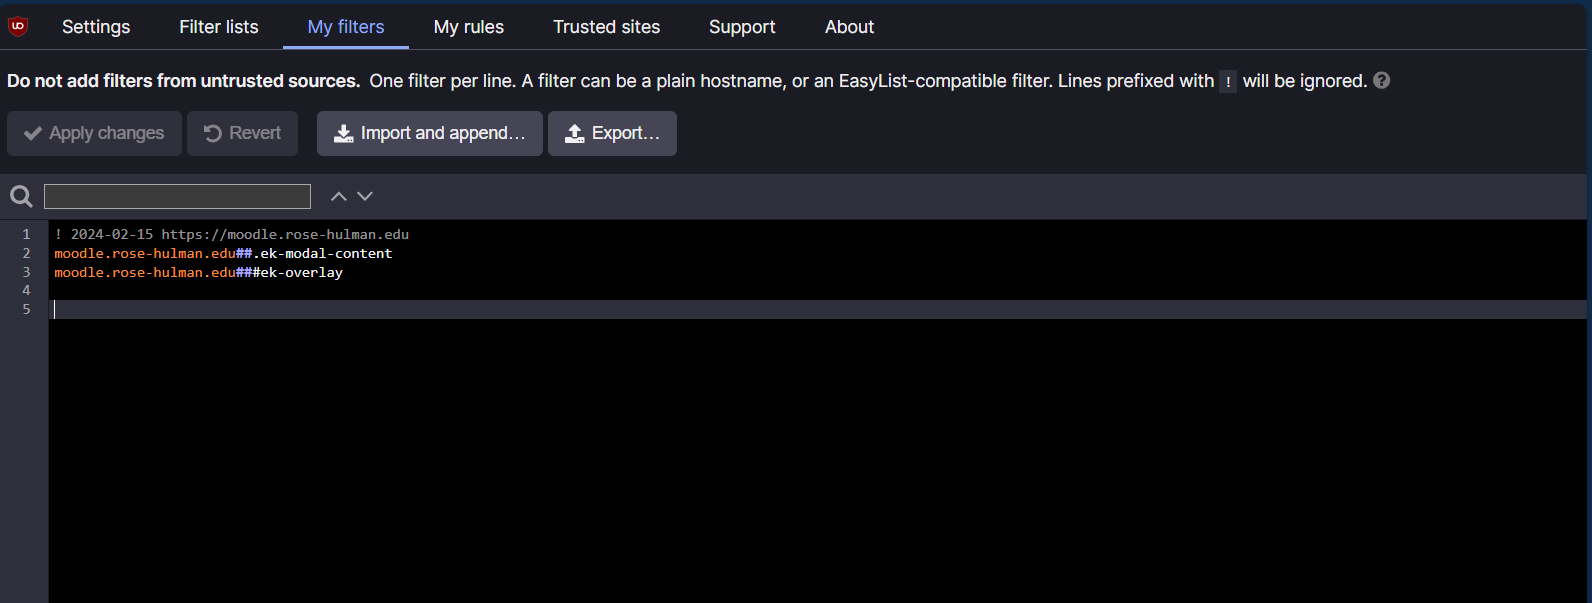 Settings Filter lists My filters My rules Trusted sites Support About
Do not add filters from untrusted sources. One filter per line. A filter can be a plain hostname, or an EasyList-compatible filter. Lines prefixed with ! will be ignored. ?
Apply changes Revert Import and append… Export…
1 ! 2024-02-15 https://moodle.rose-hulman.edu
2 moodle.rose-hulman.edu##.ek-modal-content
3 moodle.rose-hulman.edu###ek-overlay
4
5